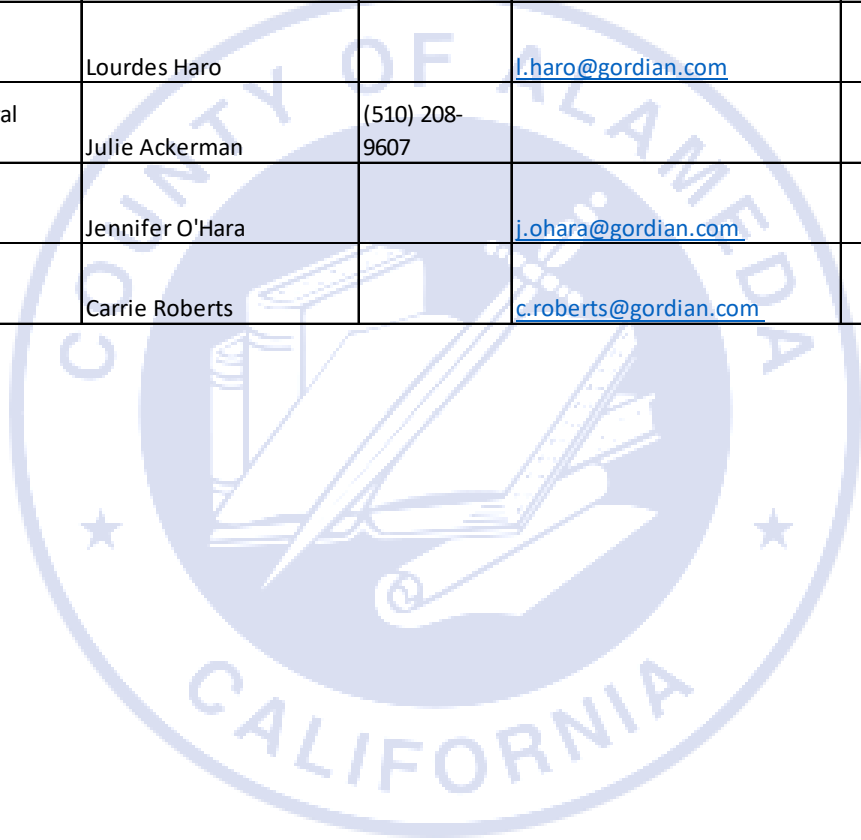 Lourdes Haro l.haro@gordian.com
al (510) 208-
Julie Ackerman 9607
Jennifer O'Hara j.ohara@gordian.com
Carrie Roberts c.roberts@gordian.com
COUNTY OF ALAMEDA
CALIFORNIA